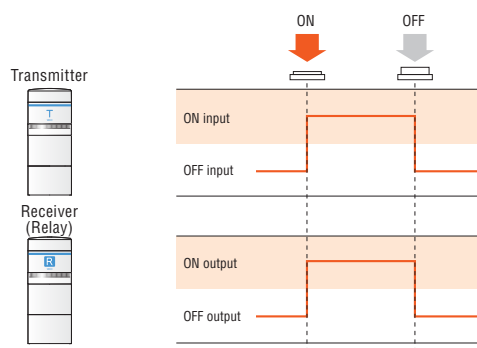 ON OFF
Transmitter
T
ON input
OFF input
Receiver
(Relay)
R
ON output
OFF output